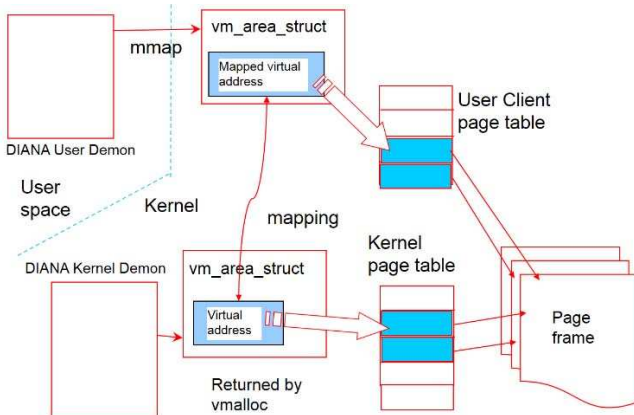 vm_area_struct
mmap
Mapped virtual
address
User Client
page table
DIANA User Demon
User
space
Kernel
mapping
Kernel
page table
DIANA Kernel Demon
vm_area_struct
Virtual
address
Page
frame
Returned by
vmalloc